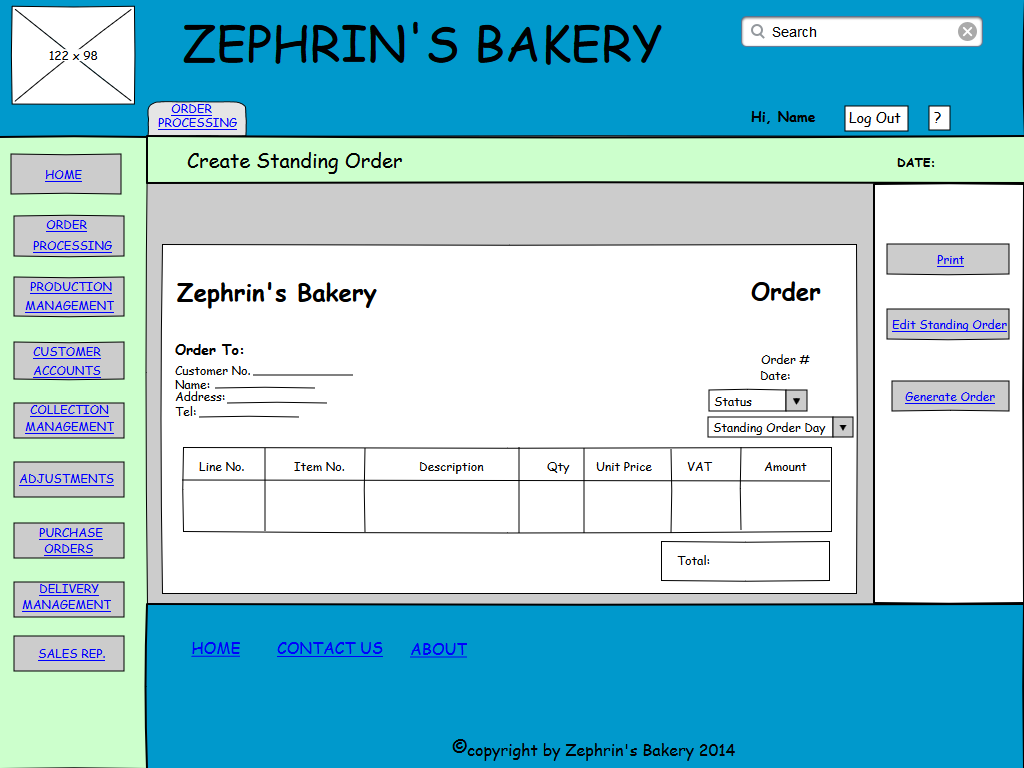 122 x 98
ZEPHRIN'S BAKERY
Search
ORDER
PROCESSING
Hi, Name
Log Out
?
Create Standing Order
DATE:
HOME
ORDER
PROCESSING
PRODUCTION
MANAGEMENT
CUSTOMER
ACCOUNTS
COLLECTION
MANAGEMENT
ADJUSTMENTS
PURCHASE
ORDERS
DELIVERY
MANAGEMENT
SALES REP.
Zephrin's Bakery
Order
Order To:
Customer No.
Name:
Address:
Tel:
Order #
Date:
Status
Standing Order Day
Line No. Item No. Description Qty Unit Price VAT Amount
Total:
Print
Edit Standing Order
Generate Order
HOME CONTACT US ABOUT
©copyright by Zephrin's Bakery 2014